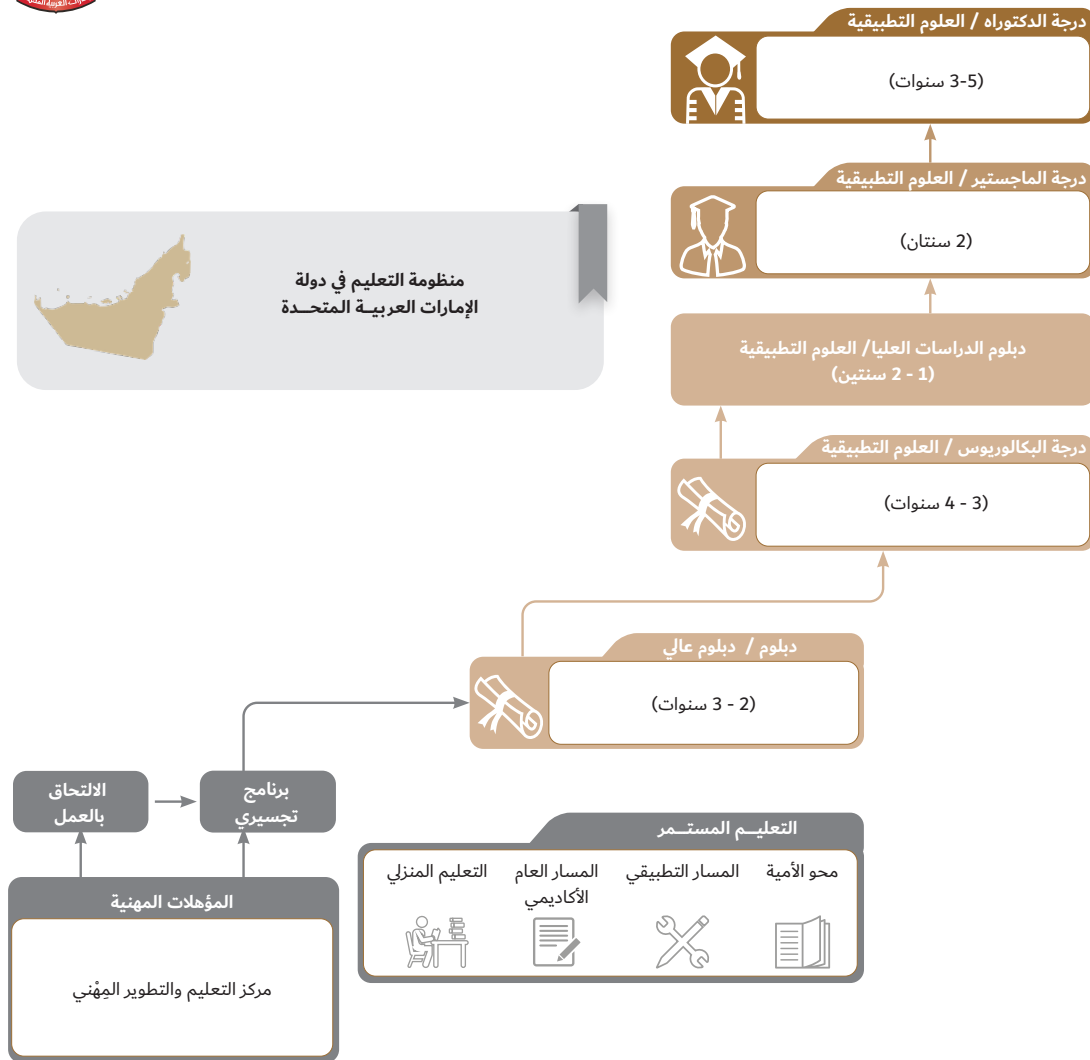 درجة الدكتوراه / العلوم التطبيقية
(3-5 سنوات)
درجة الماجستير / العلوم التطبيقية
(2 سنتان)
منظومة التعليم في دولة
الإمارات العربيــة المتحــدة
دبلوم الدراسات العليا/ العلوم التطبيقية
(1 - 2 سنتين)
درجة البكالوريوس / العلوم التطبيقية
(3 - 4 سنوات)
دبلوم / دبلوم عالي
(2 - 3 سنوات)
برنامج
تجسيري
الالتحاق
بالعمل
التعليــم المستــمر
محو الأمية
المسار التطبيقي
المسار العام
الأكاديمي
التعليم المنزلي
المؤهلات المهنية
مركز التعليم والتطوير المِهْني